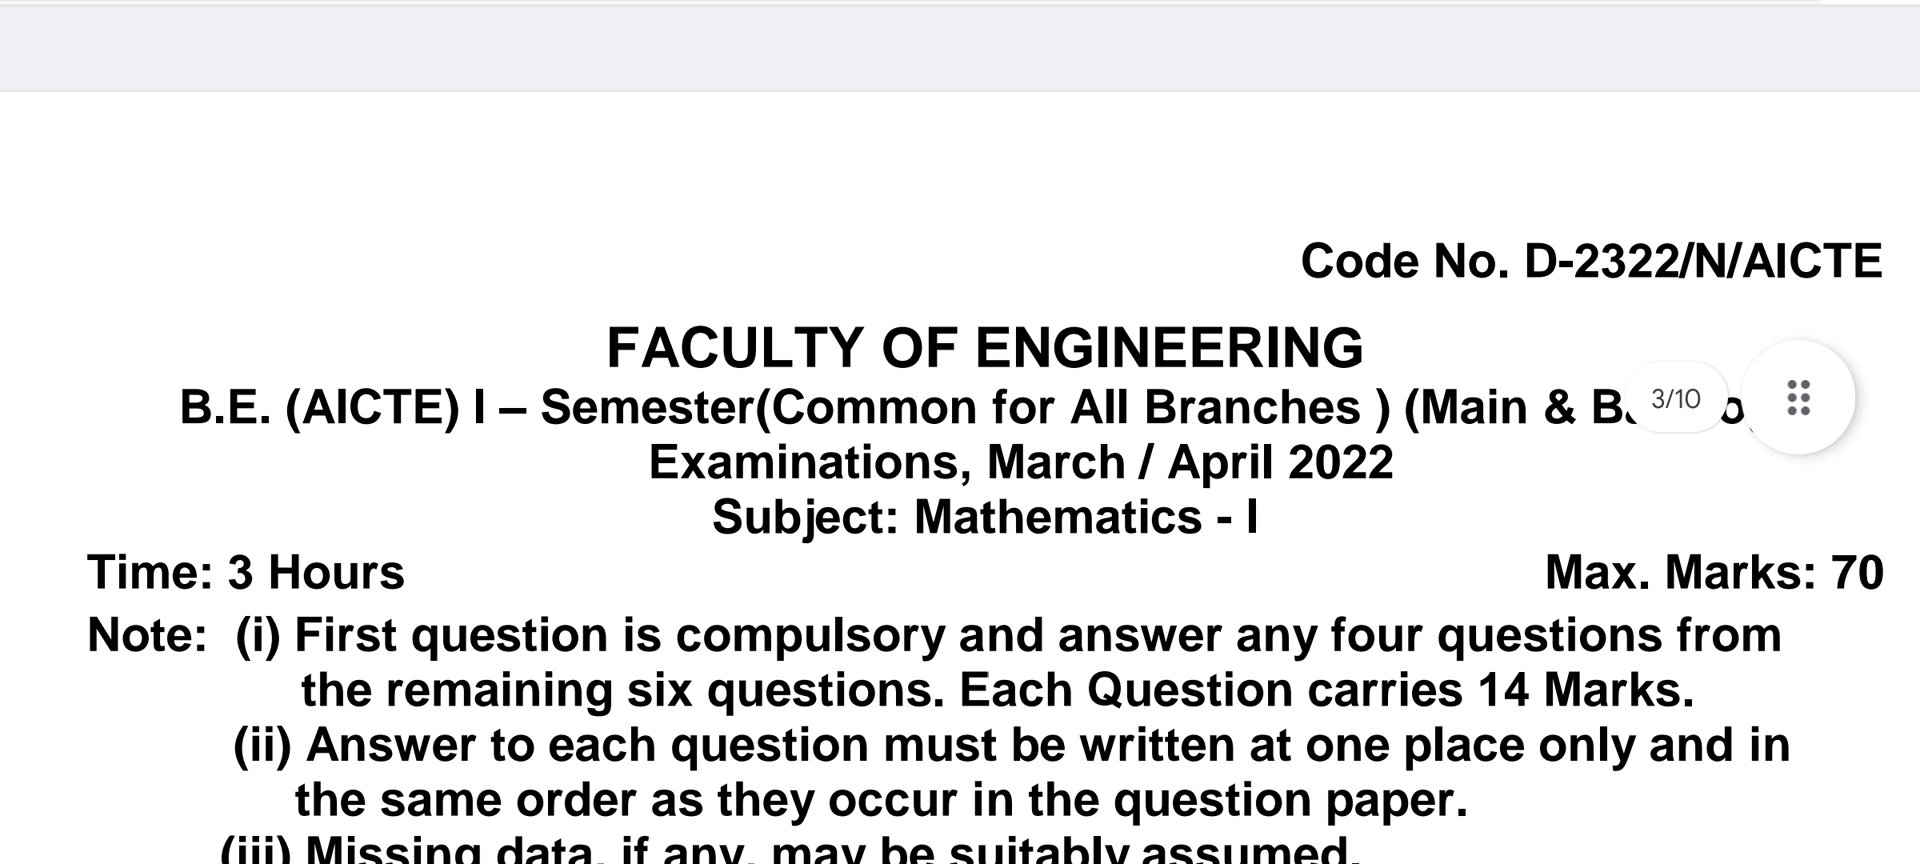 Code No. D-2322/N/AICTE
FACULTY OF ENGINEERING
B.E. (AICTE) I – Semester(Common for All Branches ) (Main &
3/10
Examinations, March / April 2022
Subject: Mathematics - I
Time: 3 Hours Max. Marks: 70
Note: (i) First question is compulsory and answer any four questions from
the remaining six questions. Each Question carries 14 Marks.
(ii) Answer to each question must be written at one place only and in
the same order as they occur in the question paper.
(iii) Missing data, if any, may be suitably assumed.